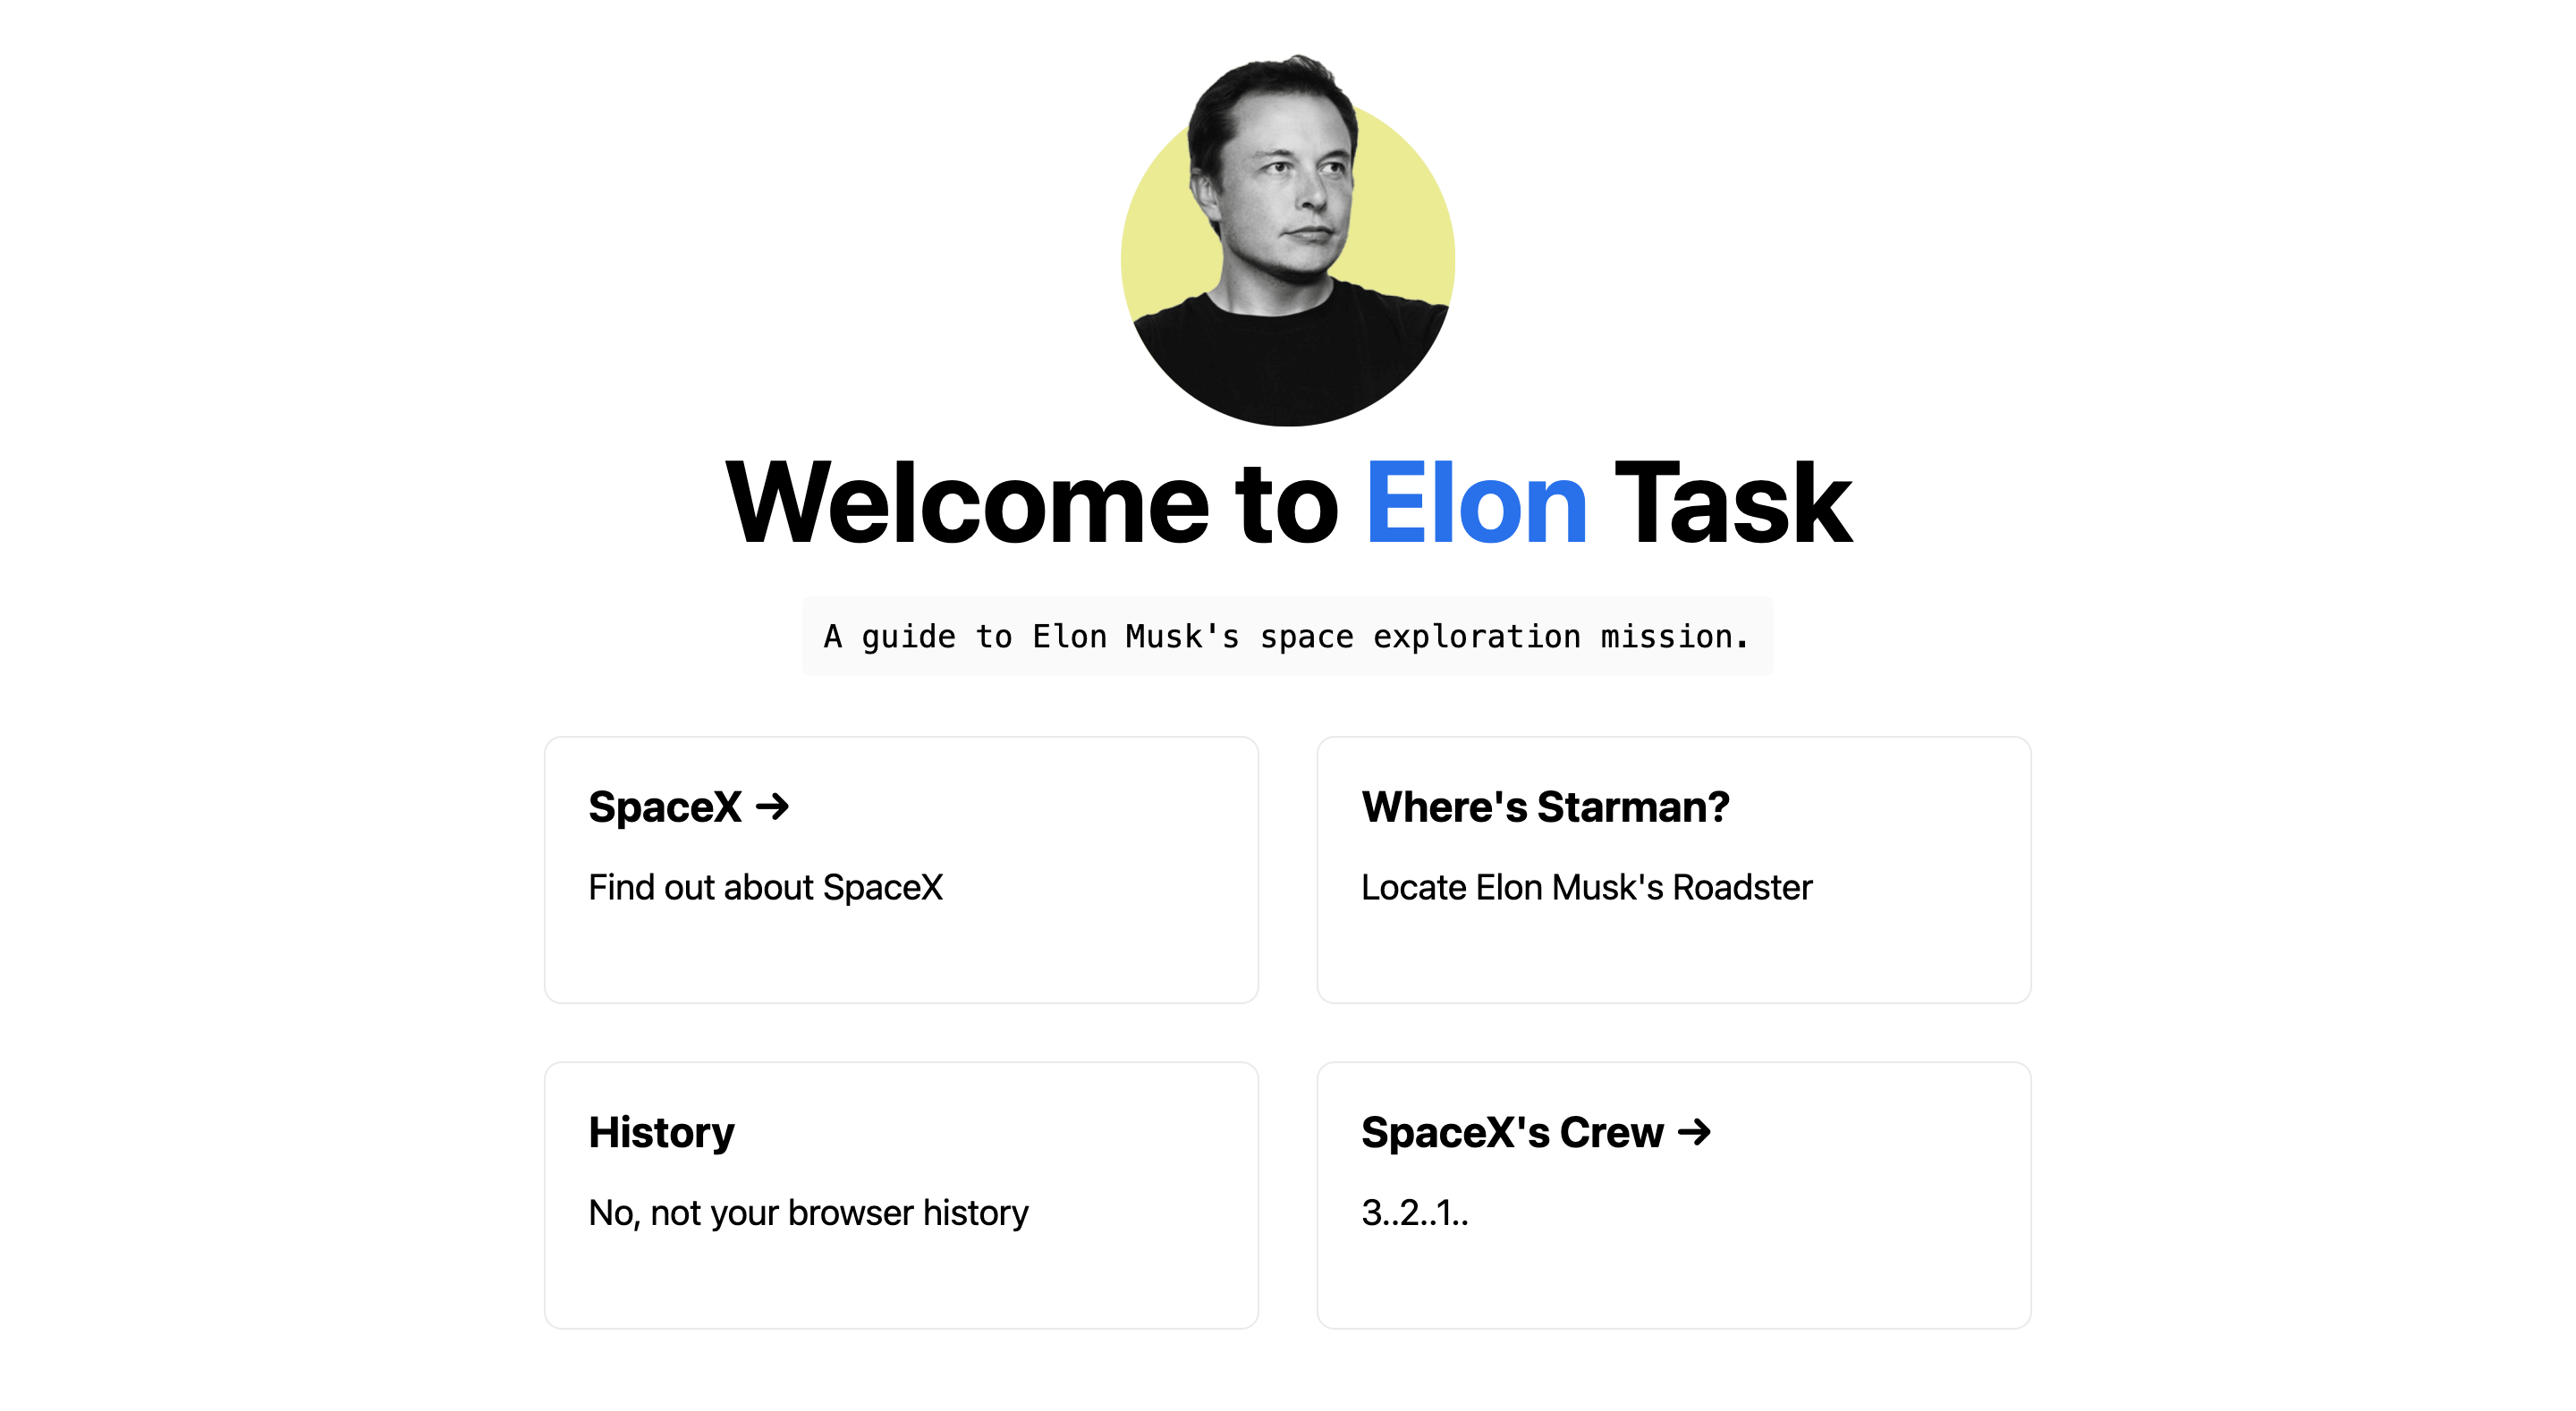 Welcome to Elon Task
A guide to Elon Musk's space exploration mission.
SpaceX →
Find out about SpaceX
Where's Starman?
Locate Elon Musk's Roadster
History
No, not your browser history
SpaceX's Crew →
3..2..1..